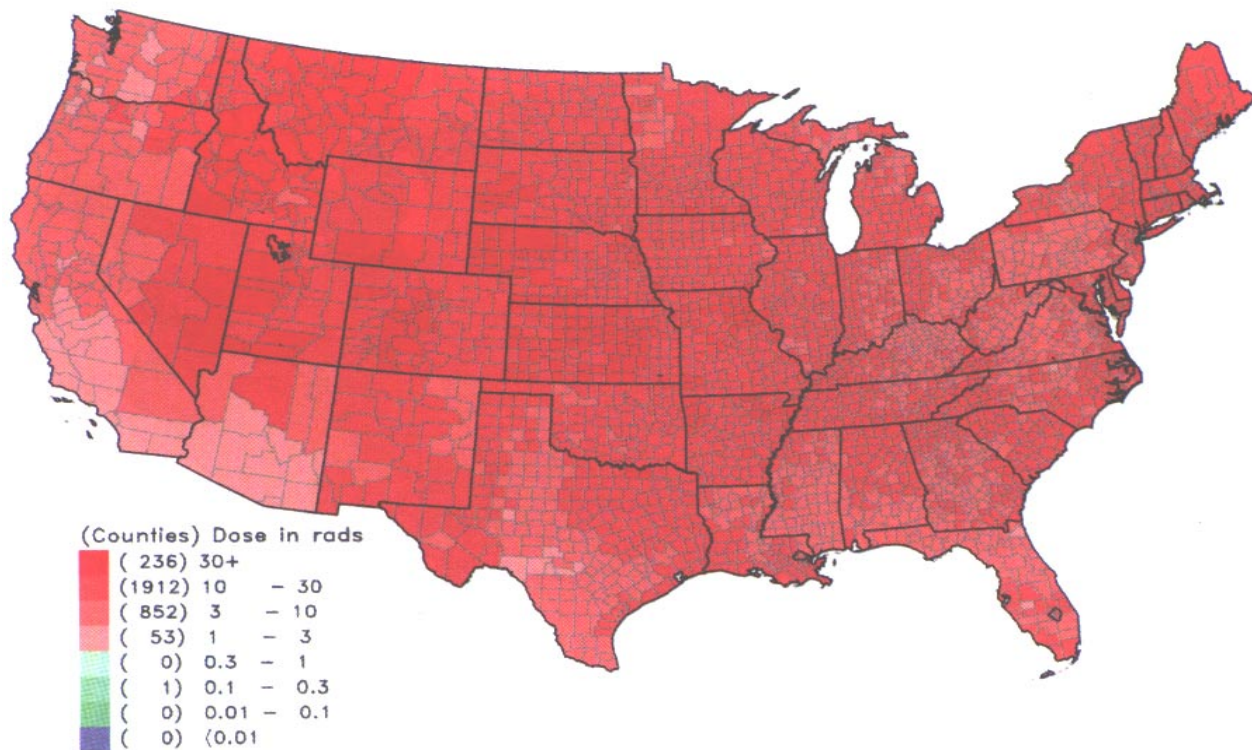 (Counties) Dose in rads
( 236) 30+
(1912) 10 - 30
( 852) 3 - 10
( 53) 1 - 3
( 0) 0.3 - 1
( 1) 0.1 - 0.3
( 0) 0.01 - 0.1
( 0) <0.01